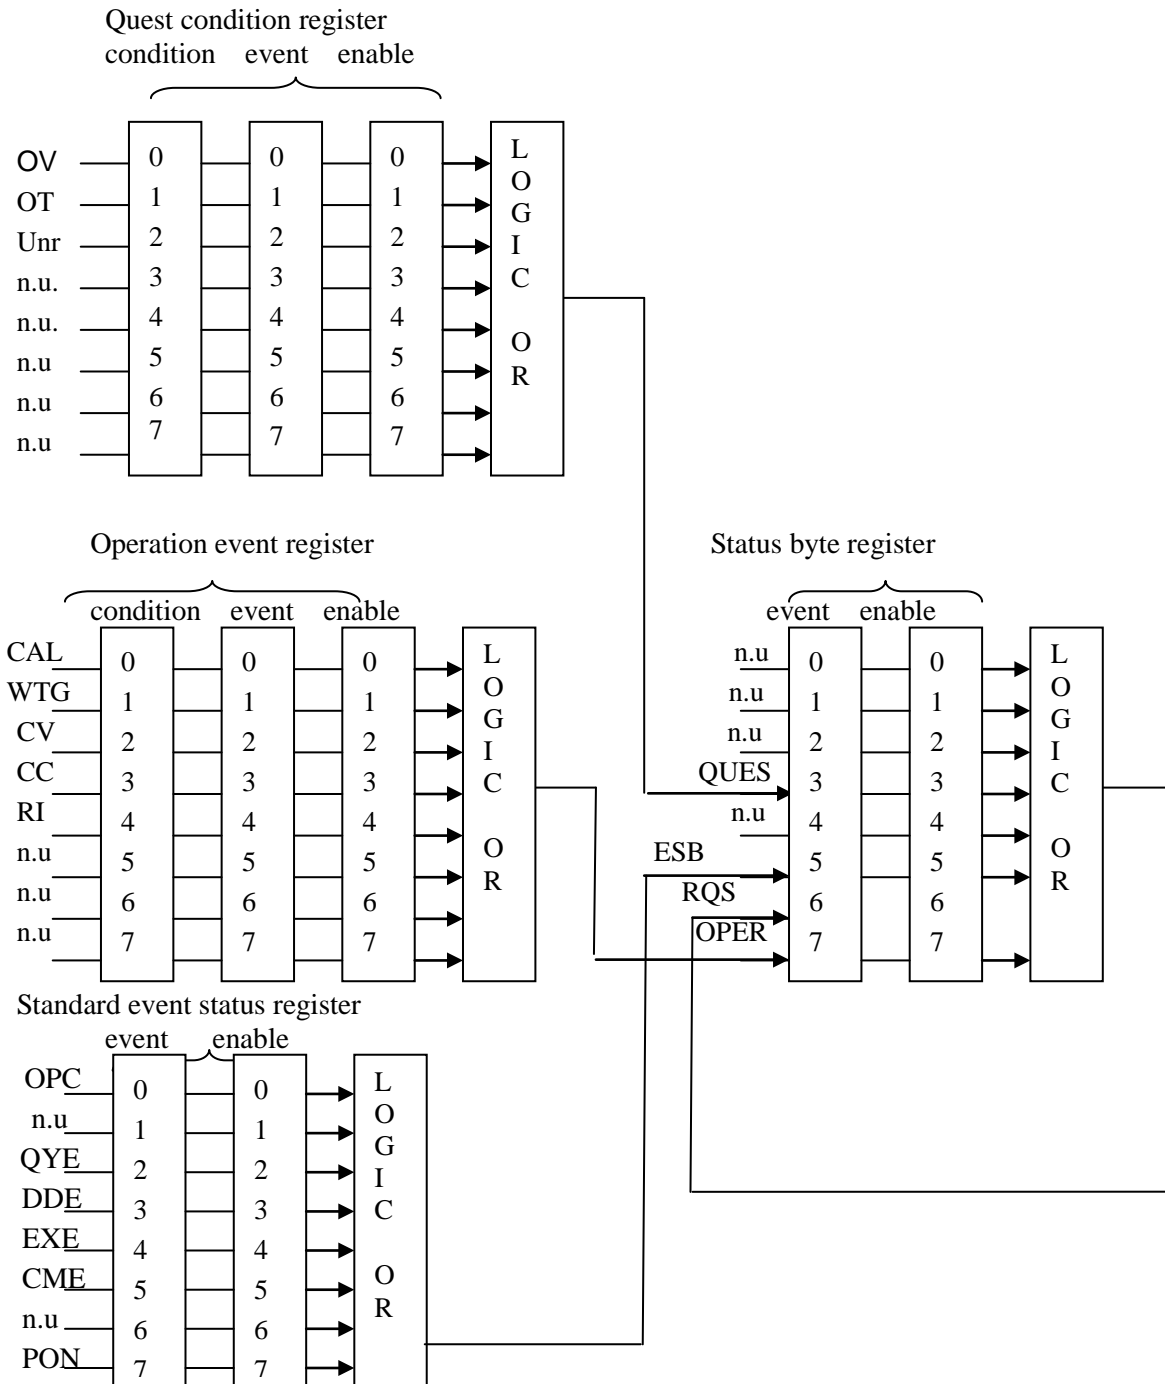 Quest condition register
condition event enable
OV 0 0 0
OT 1 1 1
Unr 2 2 2
n.u. 3 3 3
n.u. 4 4 4
n.u 5 5 5
n.u 6 6 6
n.u 7 7 7
L
O
G
I
C
O
R
Operation event register
condition event enable
CAL 0 0 0
WTG 1 1 1
CV 2 2 2
CC 3 3 3
RI 4 4 4
n.u 5 5 5
n.u 6 6 6
n.u 7 7 7
L
O
G
I
C
O
R
Status byte register
event enable
n.u 0 0
n.u 1 1
n.u 2 2
QUES 3 3
n.u 4 4
ESB 5 5
RQS 6 6
OPER 7 7
L
O
G
I
C
O
R
Standard event status register
event enable
OPC 0 0
n.u 1 1
QYE 2 2
DDE 3 3
EXE 4 4
CME 5 5
n.u 6 6
PON 7 7
L
O
G
I
C
O
R